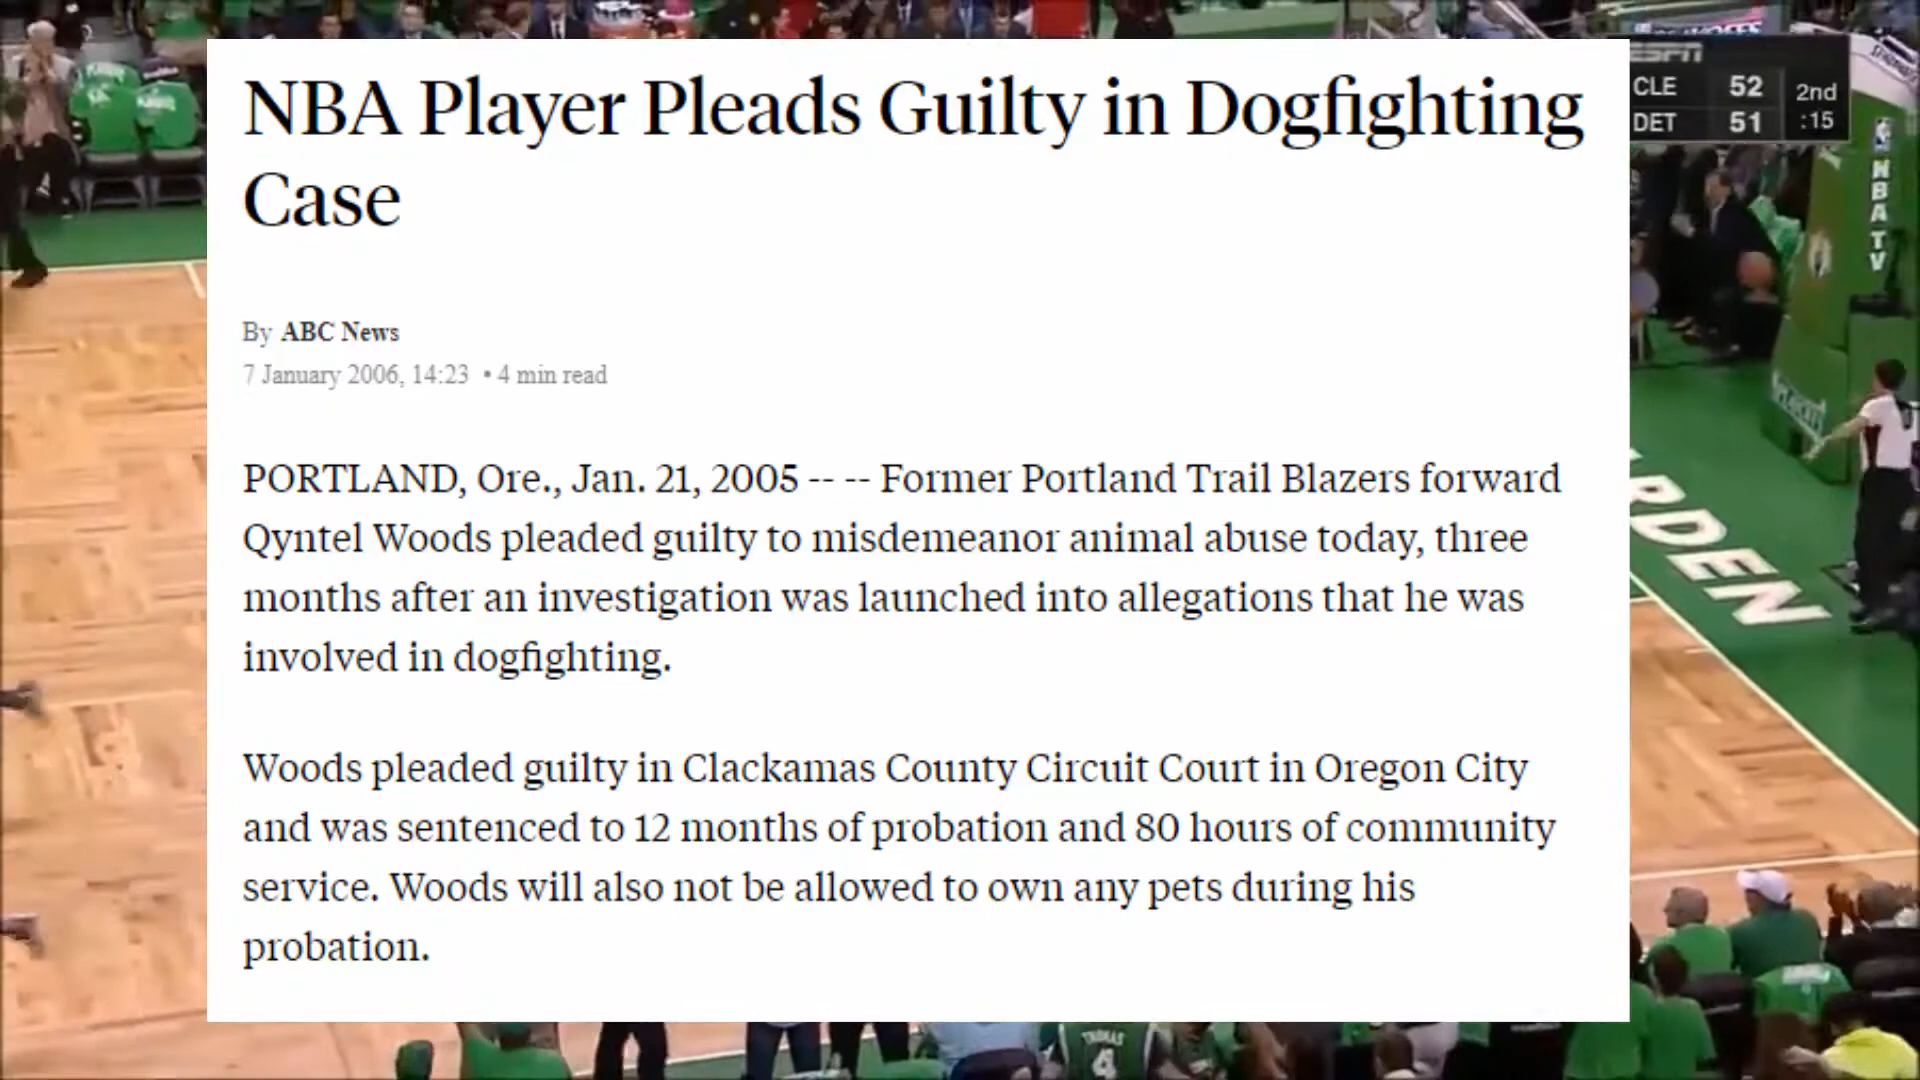 NBA Player Pleads Guilty in Dogfighting
Case
By ABC News
7 January 2006, 14:23 • 4 min read
PORTLAND, Ore., Jan. 21, 2005 -- -- Former Portland Trail Blazers forward
Qyntel Woods pleaded guilty to misdemeanor animal abuse today, three
months after an investigation was launched into allegations that he was
involved in dogfighting.
Woods pleaded guilty in Clackamas County Circuit Court in Oregon City
and was sentenced to 12 months of probation and 80 hours of community
service. Woods will also not be allowed to own any pets during his
probation.
ESPN
CLE 52 2nd
DET 51 :15
NBA TV
RDEN
THOMAS
4